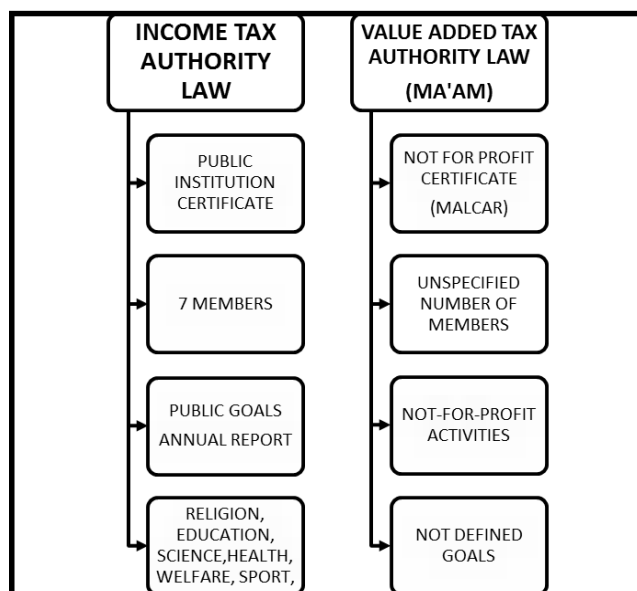 INCOME TAX
AUTHORITY
LAW
PUBLIC
INSTITUTION
CERTIFICATE
7 MEMBERS
PUBLIC GOALS
ANNUAL REPORT
RELIGION,
EDUCATION,
SCIENCE,HEALTH,
WELFARE, SPORT,
VALUE ADDED TAX
AUTHORITY LAW
(MA'AM)
NOT FOR PROFIT
CERTIFICATE
(MALCAR)
UNSPECIFIED
NUMBER OF
MEMBERS
NOT-FOR-PROFIT
ACTIVITIES
NOT DEFINED
GOALS